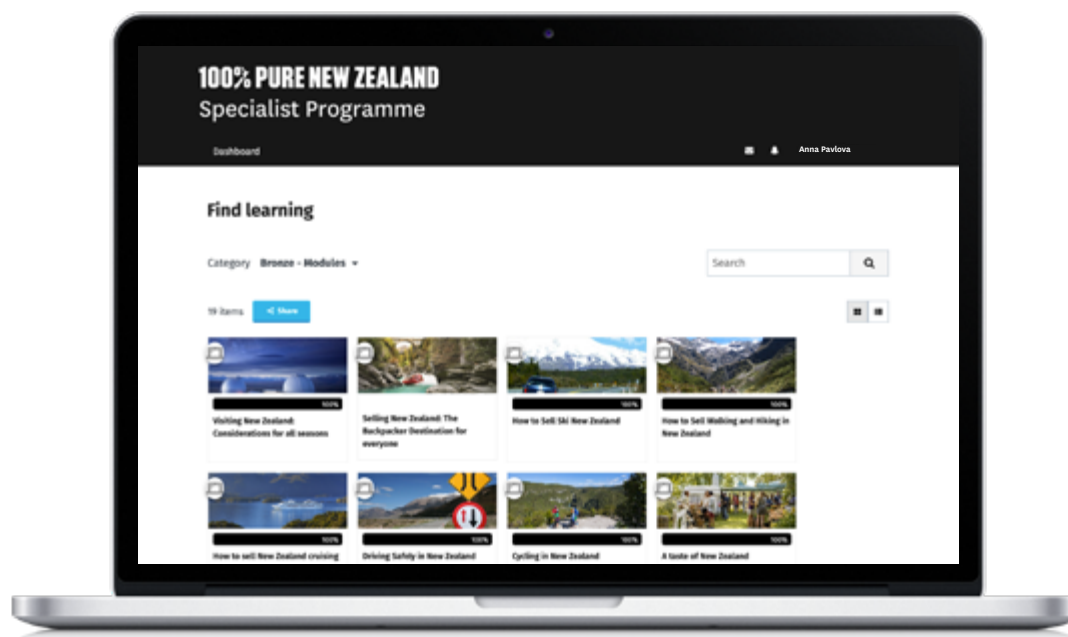 100% PURE NEW ZEALAND
Specialist Programme
Dashboard
Anna Pavlova
Find learning
Category Bronze - Modules
Search
19 items Share
100% 100% 100%
Visiting New Zealand:
Considerations for all seasons
Selling New Zealand: The
Backpacker Destination for
everyone
How to Sell Ski New Zealand
How to Sell Walking and Hiking in
New Zealand
100% 100% 100% 100%
How to sell New Zealand cruising
Driving Safely in New Zealand
Cycling in New Zealand
A taste of New Zealand